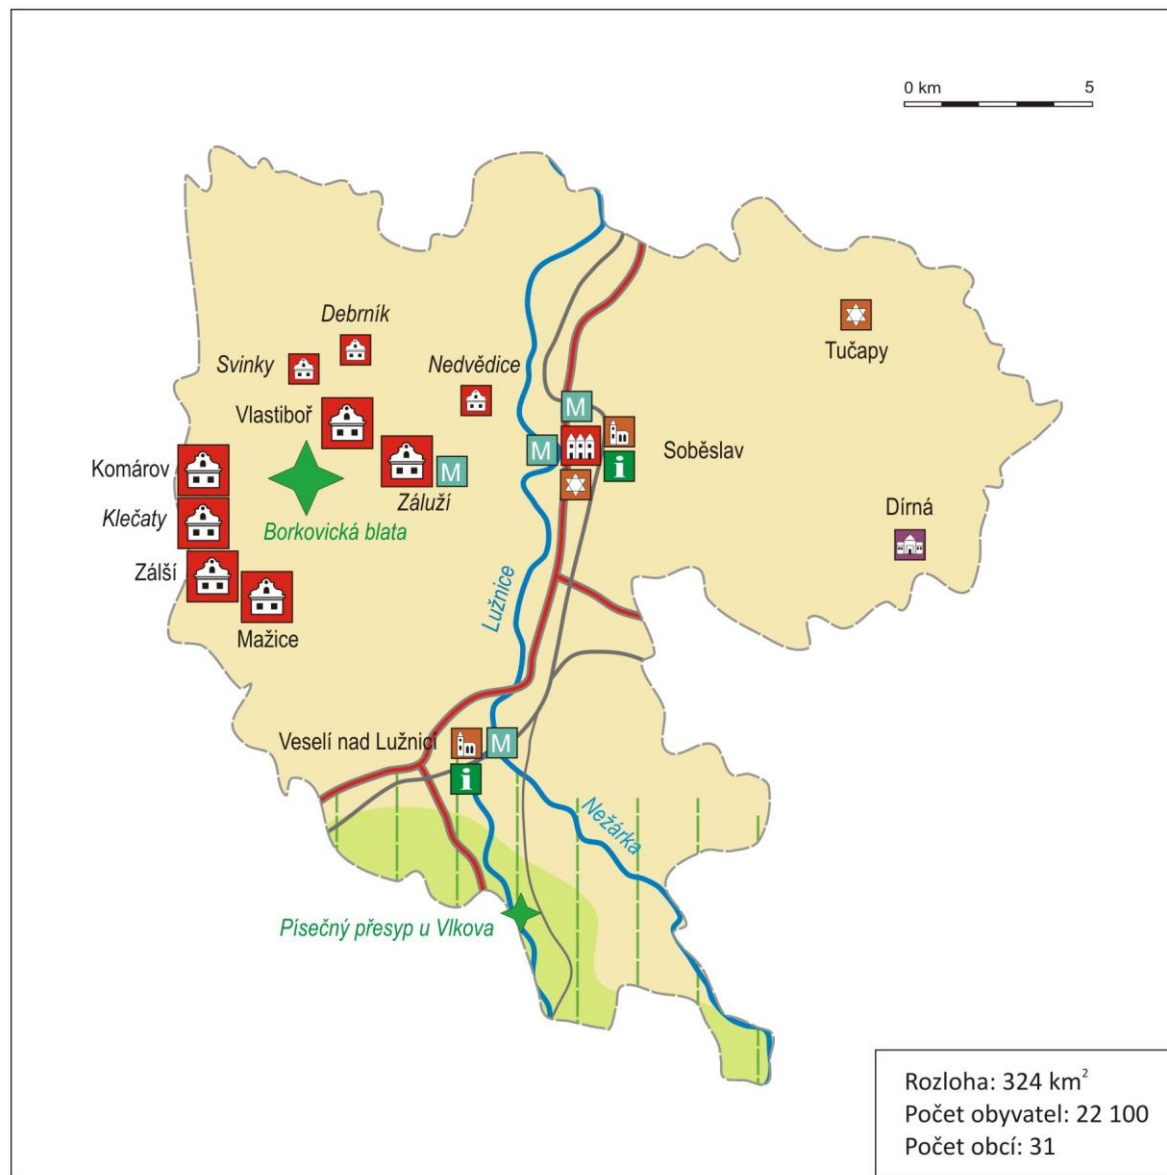 0 km 5
Debrník
Svinky
Nedvědice
Tučapy
Vlastiboř
M
M
Soběslav
Komárov
M
i
Záluží
Klečaty
Borkovická blata
Dírná
Zálší
Lužnice
Mažice
Veselí nad Lužnicí
M
i
Nežárka
Písečný přesyp u Vlkova
Rozloha: 324 km²
Počet obyvatel: 22 100
Počet obcí: 31